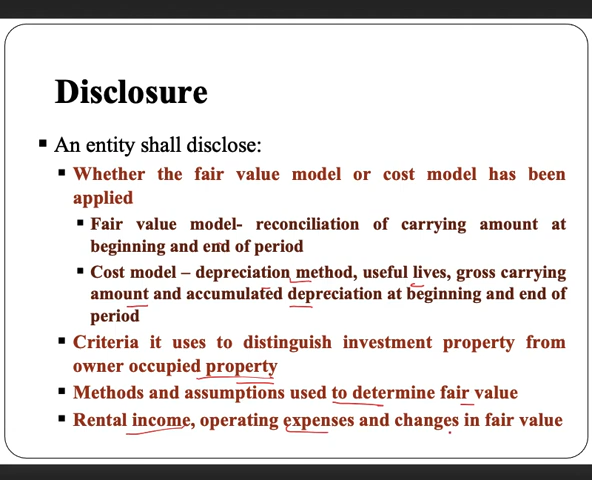 Disclosure
▪ An entity shall disclose:
▪ Whether the fair value model or cost model has been
applied
▪ Fair value model- reconciliation of carrying amount at
beginning and end of period
▪ Cost model – depreciation method, useful lives, gross carrying
amount and accumulated depreciation at beginning and end of
period
▪ Criteria it uses to distinguish investment property from
owner occupied property
▪ Methods and assumptions used to determine fair value
▪ Rental income, operating expenses and changes in fair value